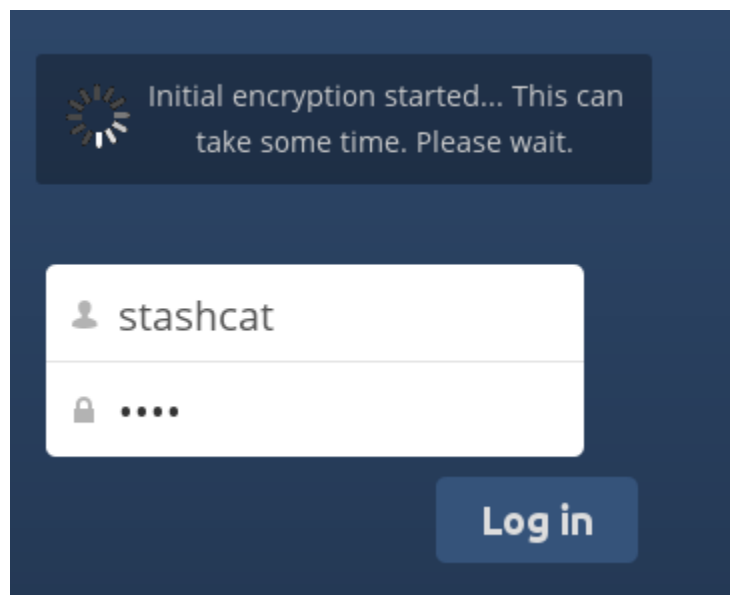 Initial encryption started... This can
take some time. Please wait.
stashcat
••••
Log in